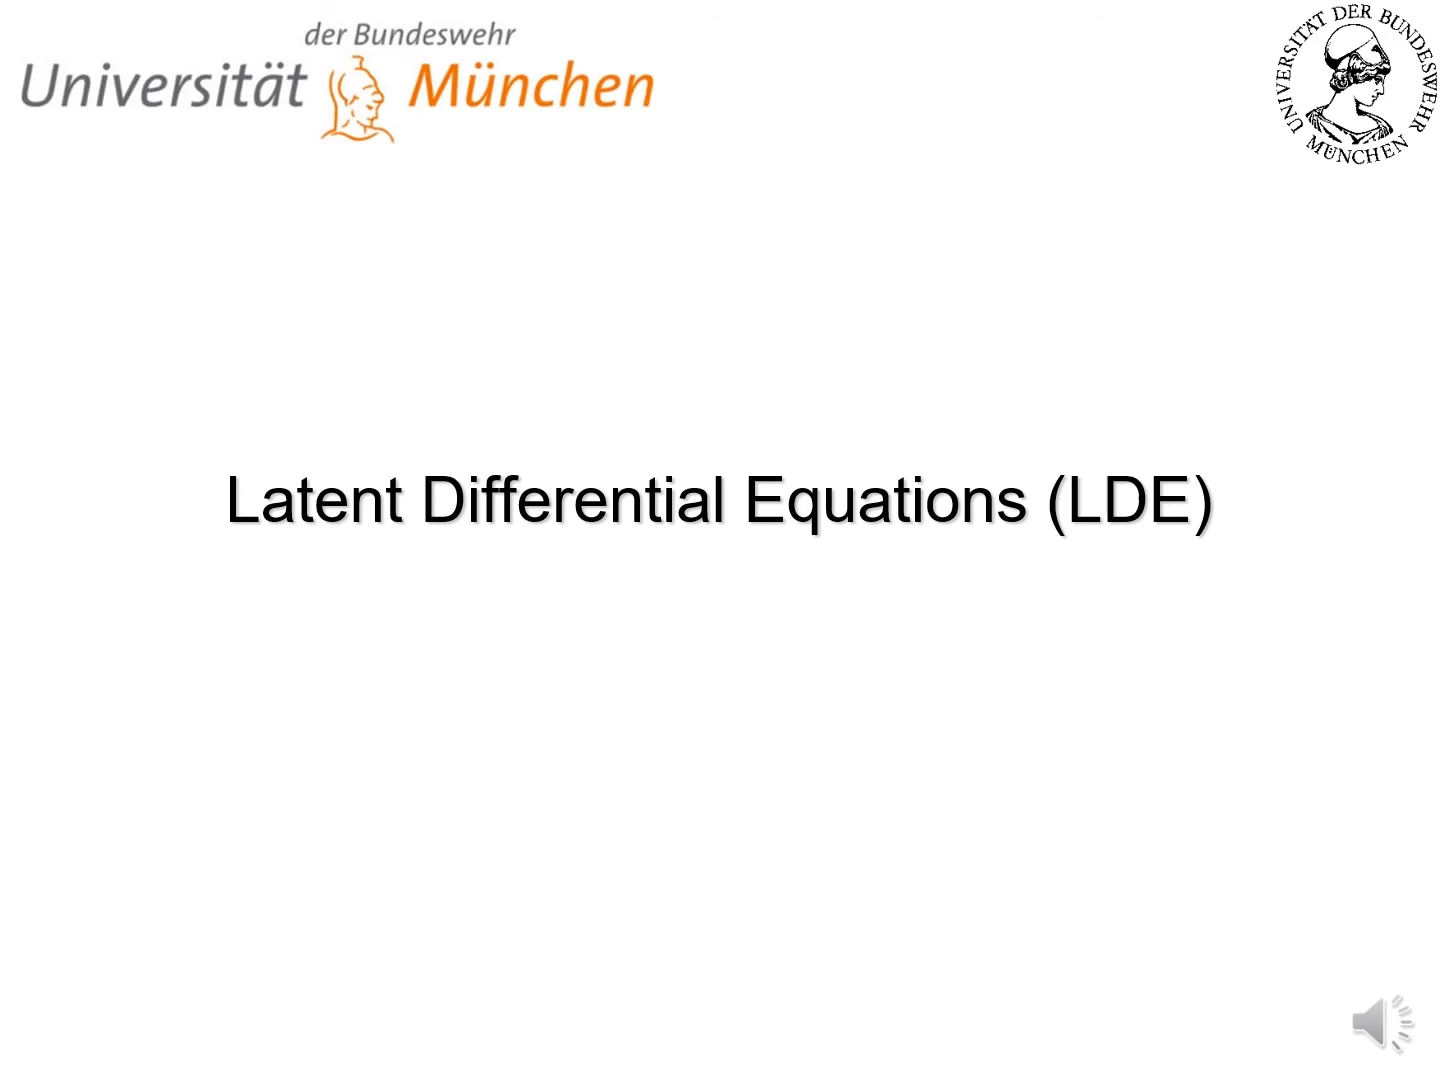 der Bundeswehr
Universität München
UNIVERSITÄT DER BUNDESWEHR MÜNCHEN
Latent Differential Equations (LDE)